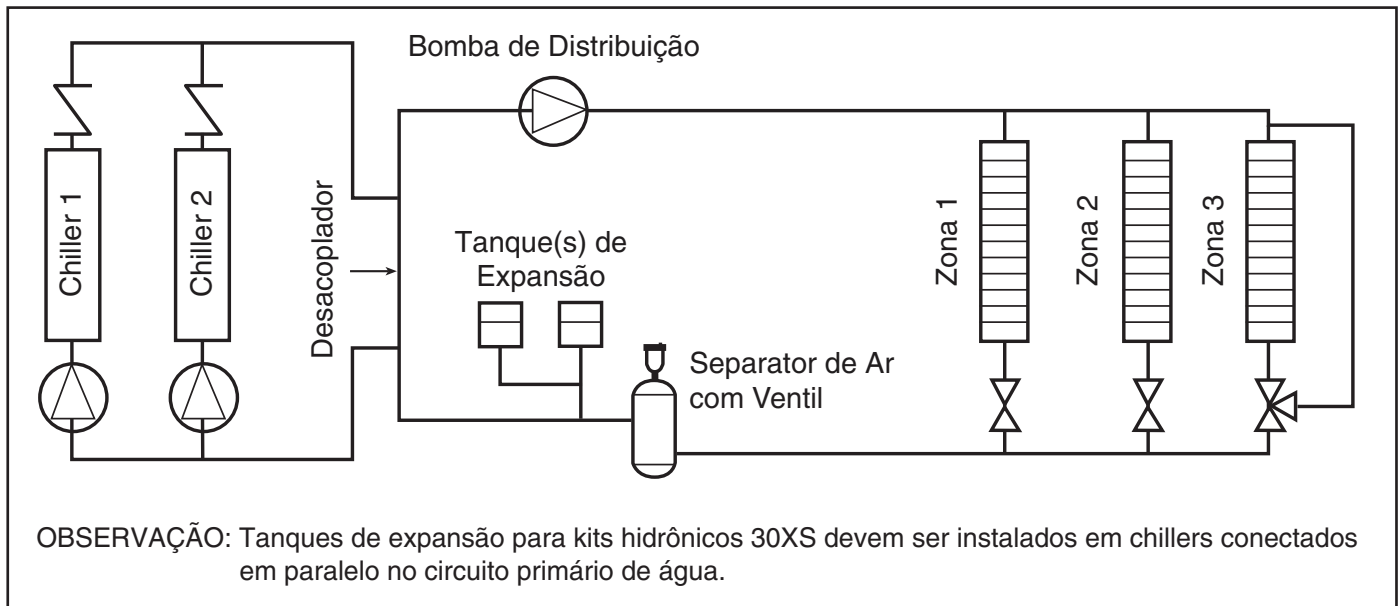 Bomba de Distribuição
Chiller 1
Chiller 2
Desacoplador
Tanque(s) de
Expansão
Separator de Ar
com Ventil
Zona 1
Zona 2
Zona 3
OBSERVAÇÃO: Tanques de expansão para kits hidrônicos 30XS devem ser instalados em chillers conectados
em paralelo no circuito primário de água.